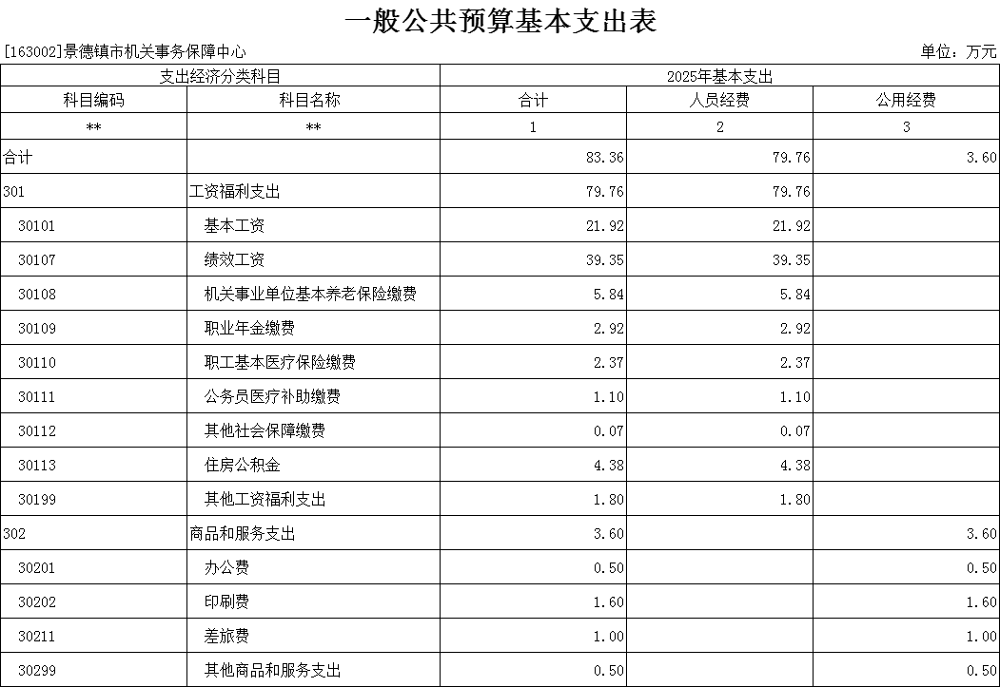 一般公共预算基本支出表
[163002]景德镇市机关事务保障中心 单位：万元
支出经济分类科目 2025年基本支出
科目编码 科目名称 合计 人员经费 公用经费
** ** 1 2 3
合计 83.36 79.76 3.60
301 工资福利支出 79.76 79.76
30101 基本工资 21.92 21.92
30107 绩效工资 39.35 39.35
30108 机关事业单位基本养老保险缴费 5.84 5.84
30109 职业年金缴费 2.92 2.92
30110 职工基本医疗保险缴费 2.37 2.37
30111 公务员医疗补助缴费 1.10 1.10
30112 其他社会保障缴费 0.07 0.07
30113 住房公积金 4.38 4.38
30199 其他工资福利支出 1.80 1.80
302 商品和服务支出 3.60 3.60
30201 办公费 0.50 0.50
30202 印刷费 1.60 1.60
30211 差旅费 1.00 1.00
30299 其他商品和服务支出 0.50 0.50